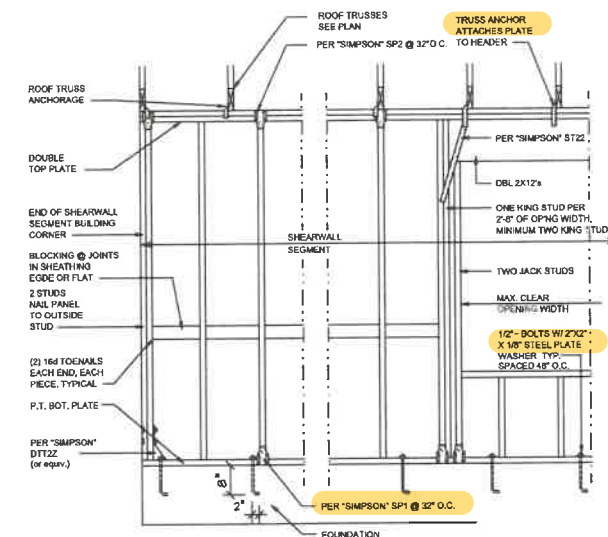 ROOF TRUSSES
SEE PLAN
PER "SIMPSON" SP2 @ 32"O.C.
TRUSS ANCHOR
ATTACHES PLATE
TO HEADER
ROOF TRUSS
ANCHORAGE
PER "SIMPSON" ST22
DOUBLE
TOP PLATE
DBL 2X12's
END OF SHEARWALL
SEGMENT BUILDING
CORNER
ONE KING STUD PER
2'-8" OF OP'NG WIDTH,
MINIMUM TWO KING STUD
SHEARWALL
SEGMENT
BLOCKING @ JOINTS
IN SHEATHING
EGDE OR FLAT
TWO JACK STUDS
2 STUDS
NAIL PANEL
TO OUTSIDE
STUD
MAX. CLEAR
OPENING WIDTH
1/2" - BOLTS W/ 2"X2"
X 1/8" STEEL PLATE
WASHER TYP.
SPACED 48" O.C.
(2) 16d TOENAILS
EACH END, EACH
PIECE, TYPICAL
P.T. BOT. PLATE
PER "SIMPSON"
DTT2Z
(or equiv.)
8"
2"
PER "SIMPSON" SP1 @ 32" O.C.
FOUNDATION